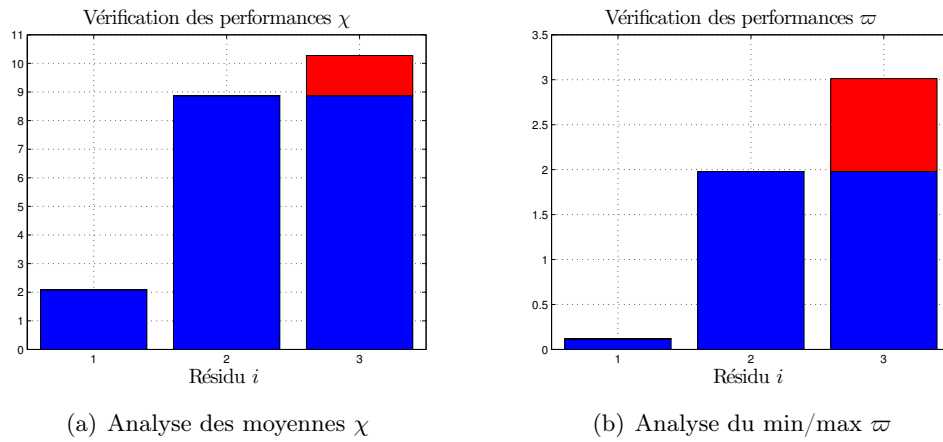 Vérification des performances χ
11
10
9
8
7
6
5
4
3
2
1
0
1 2 3
Résidu i
(a) Analyse des moyennes χ
Vérification des performances ϖ
3.5
3
2.5
2
1.5
1
0.5
0
1 2 3
Résidu i
(b) Analyse du min/max ϖ